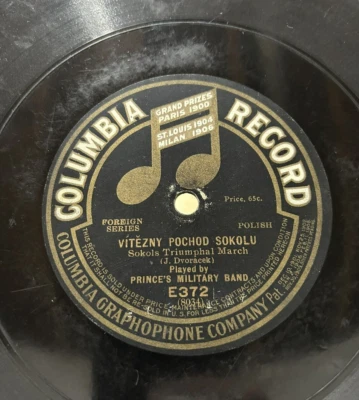 COLUMBIA RECORD
GRAND PRIZES
PARIS 1900
ST. LOUIS 1904
MILAN 1906
Price, 65c.
FOREIGN
SERIES
POLISH
VÍTĚZNY POCHOD SOKOLU
Sokols Triumphal March
(J. Dvoracek)
Played by
PRINCE'S MILITARY BAND
E372
(8034)
COLUMBIA GRAPHOPHONE COMPANY